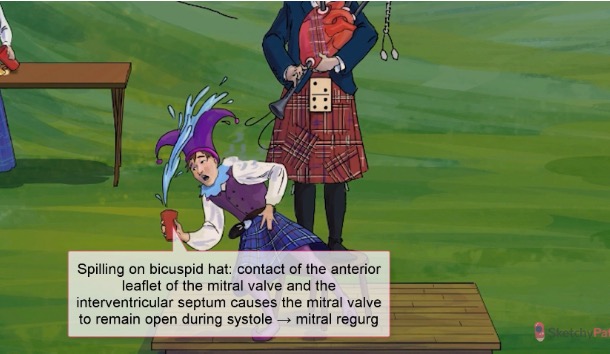 Spilling on bicuspid hat: contact of the anterior
leaflet of the mitral valve and the
interventricular septum causes the mitral valve
to remain open during systole → mitral regurg
SketchyPat